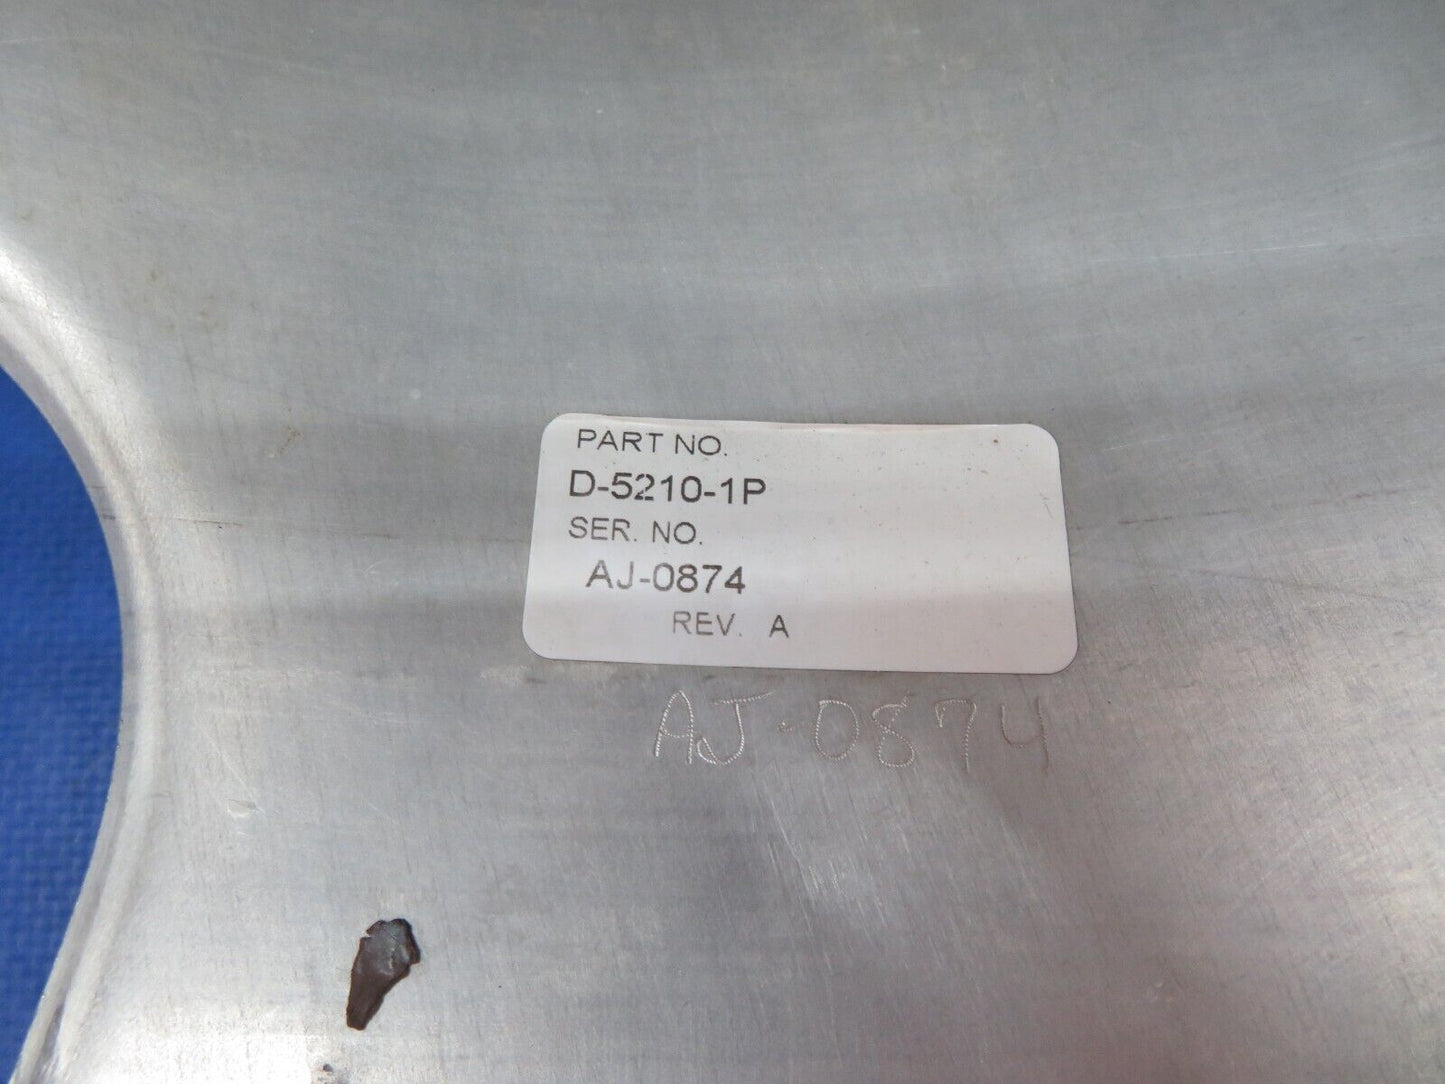 PART NO.
D-5210-1P
SER. NO.
AJ-0874
REV. A
AJ-0874